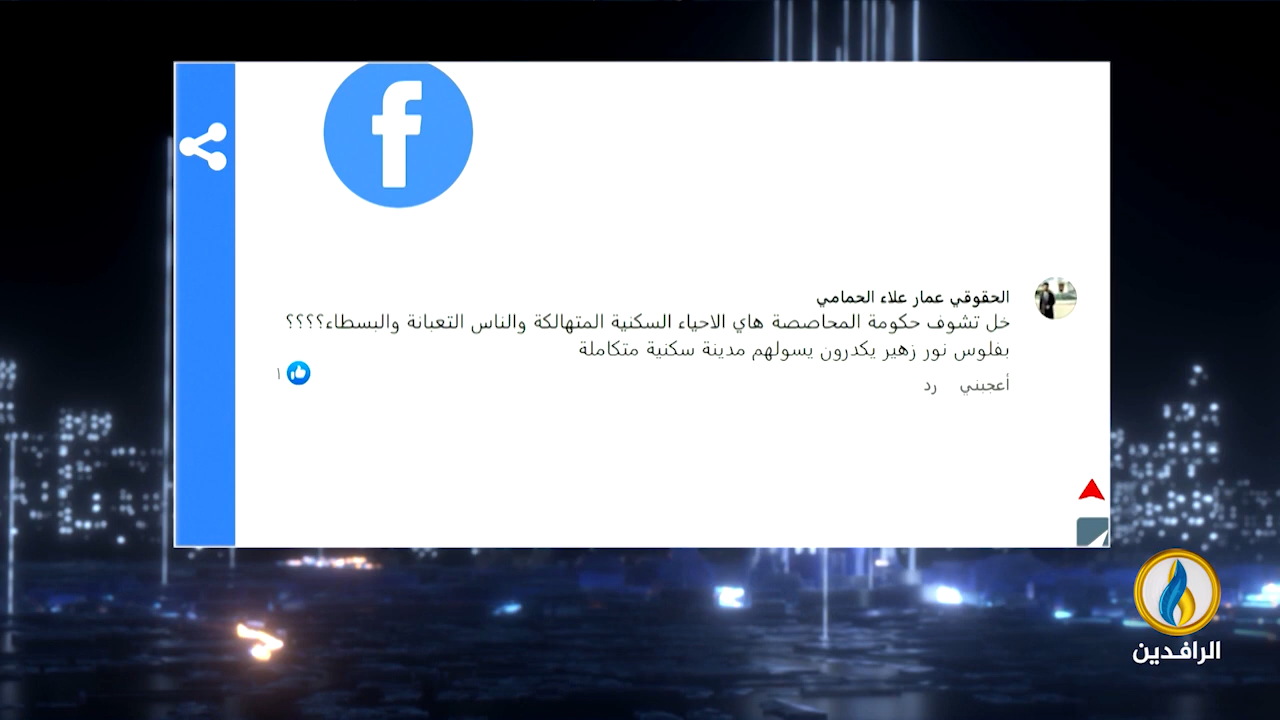 الحقوقي عمار علاء الحمامي
خل تشوف حكومة المحاصصة هاي الاحياء السكنية المتهالكة والناس التعبانة والبسطاء؟؟؟؟
بفلوس نور زهير يكدرون يسولهم مدينة سكنية متكاملة
أعجبني رد
١
الرافدين